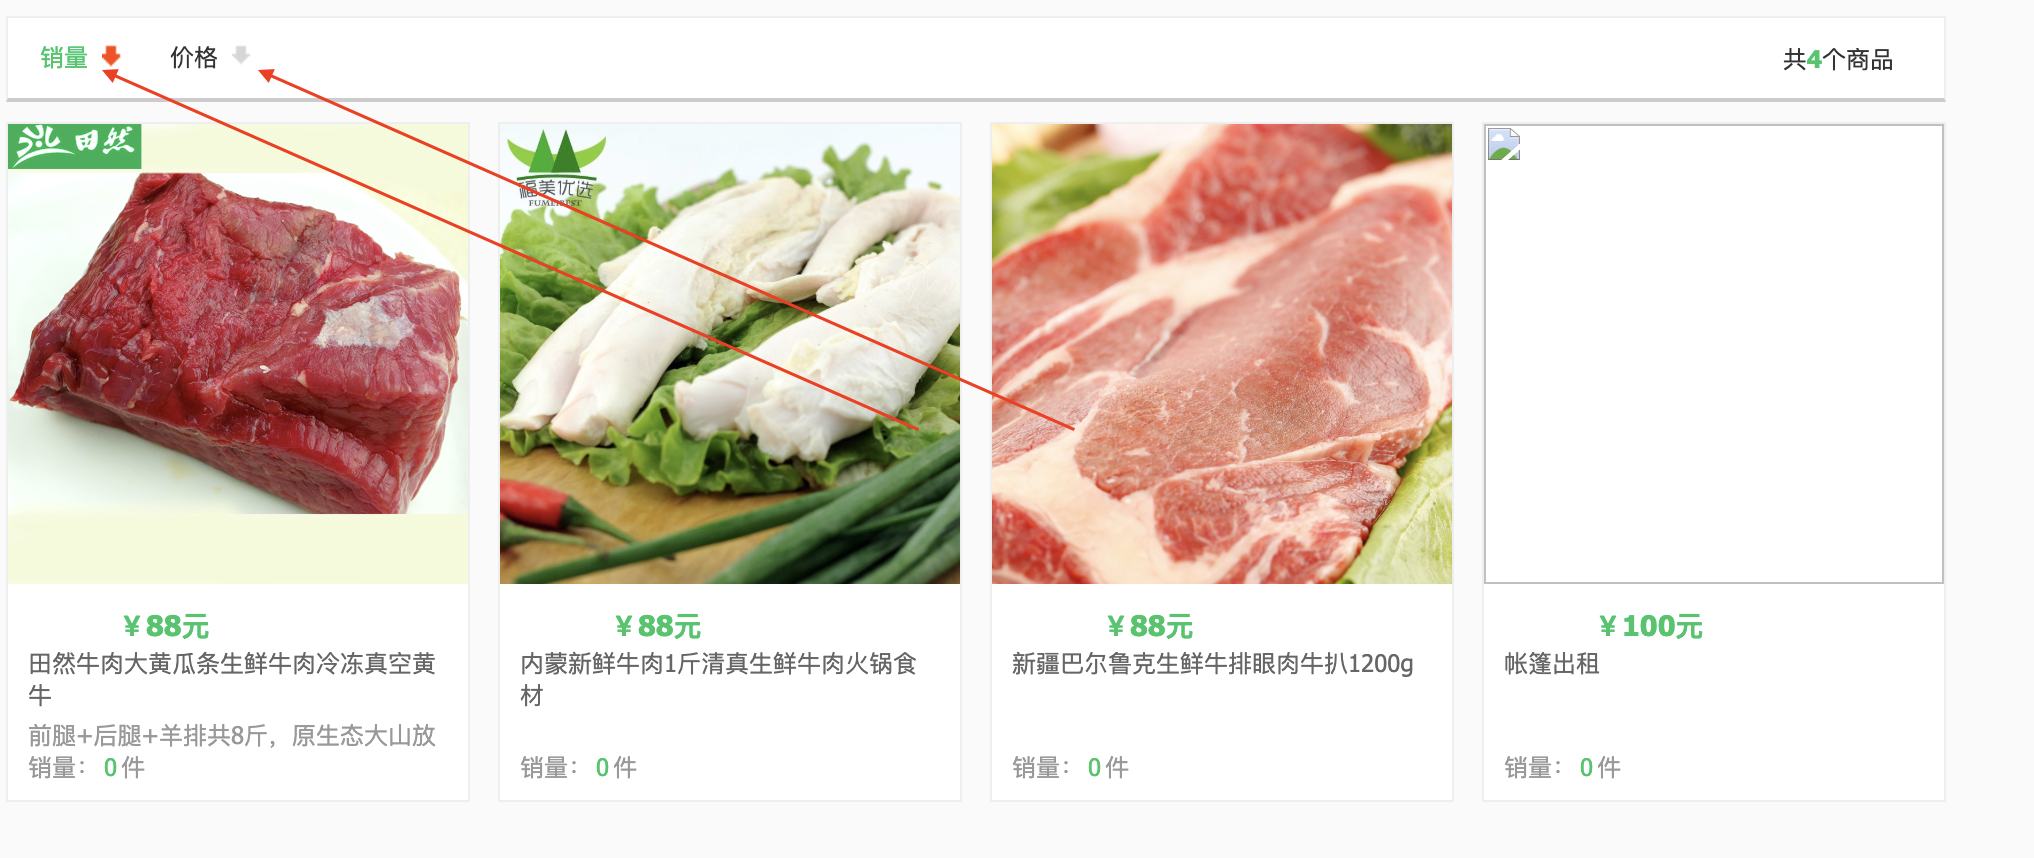 销量 价格 共4个商品
田然
福美优选
FUMEIBEST
¥88元
田然牛肉大黄瓜条生鲜牛肉冷冻真空黄
牛
前腿+后腿+羊排共8斤，原生态大山放
销量：0件
¥88元
内蒙新鲜牛肉1斤清真生鲜牛肉火锅食
材
销量：0件
¥88元
新疆巴尔鲁克生鲜牛排眼肉牛扒1200g
销量：0件
¥100元
帐篷出租
销量：0件